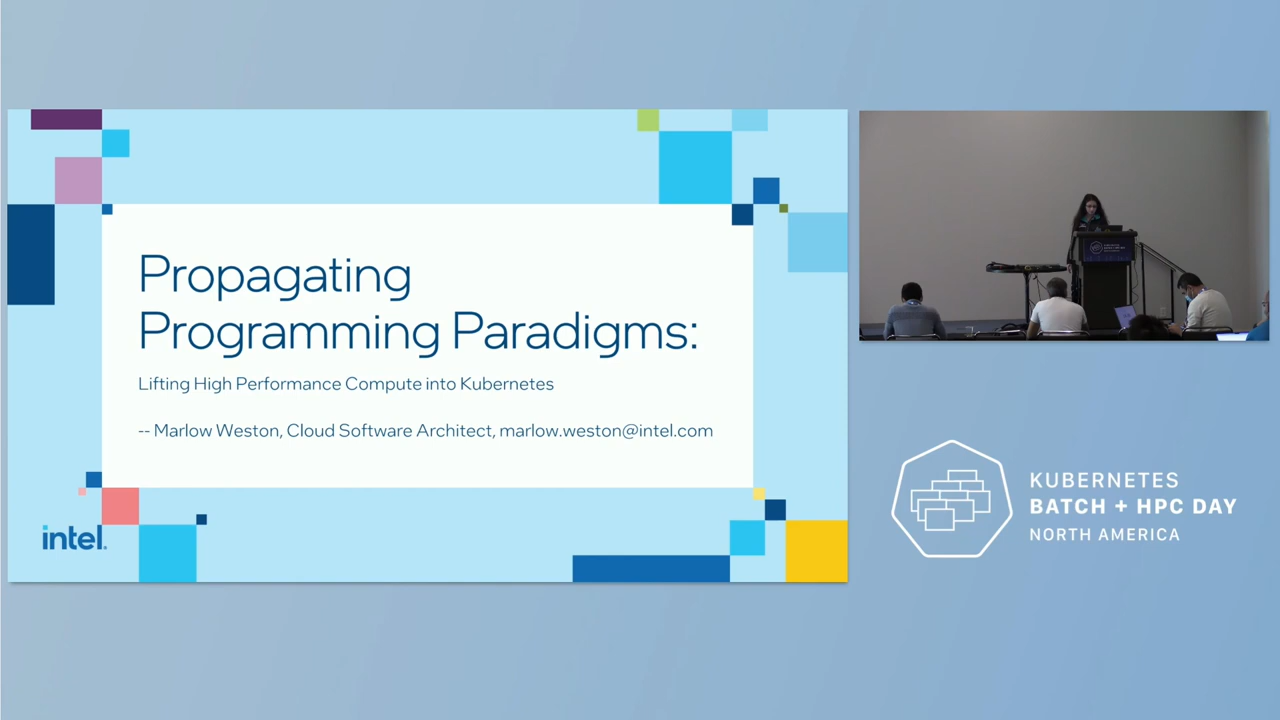 Propagating
Programming Paradigms:
Lifting High Performance Compute into Kubernetes
-- Marlow Weston, Cloud Software Architect, marlow.weston@intel.com
intel.
KUBERNETES
BATCH + HPC DAY
NORTH AMERICA